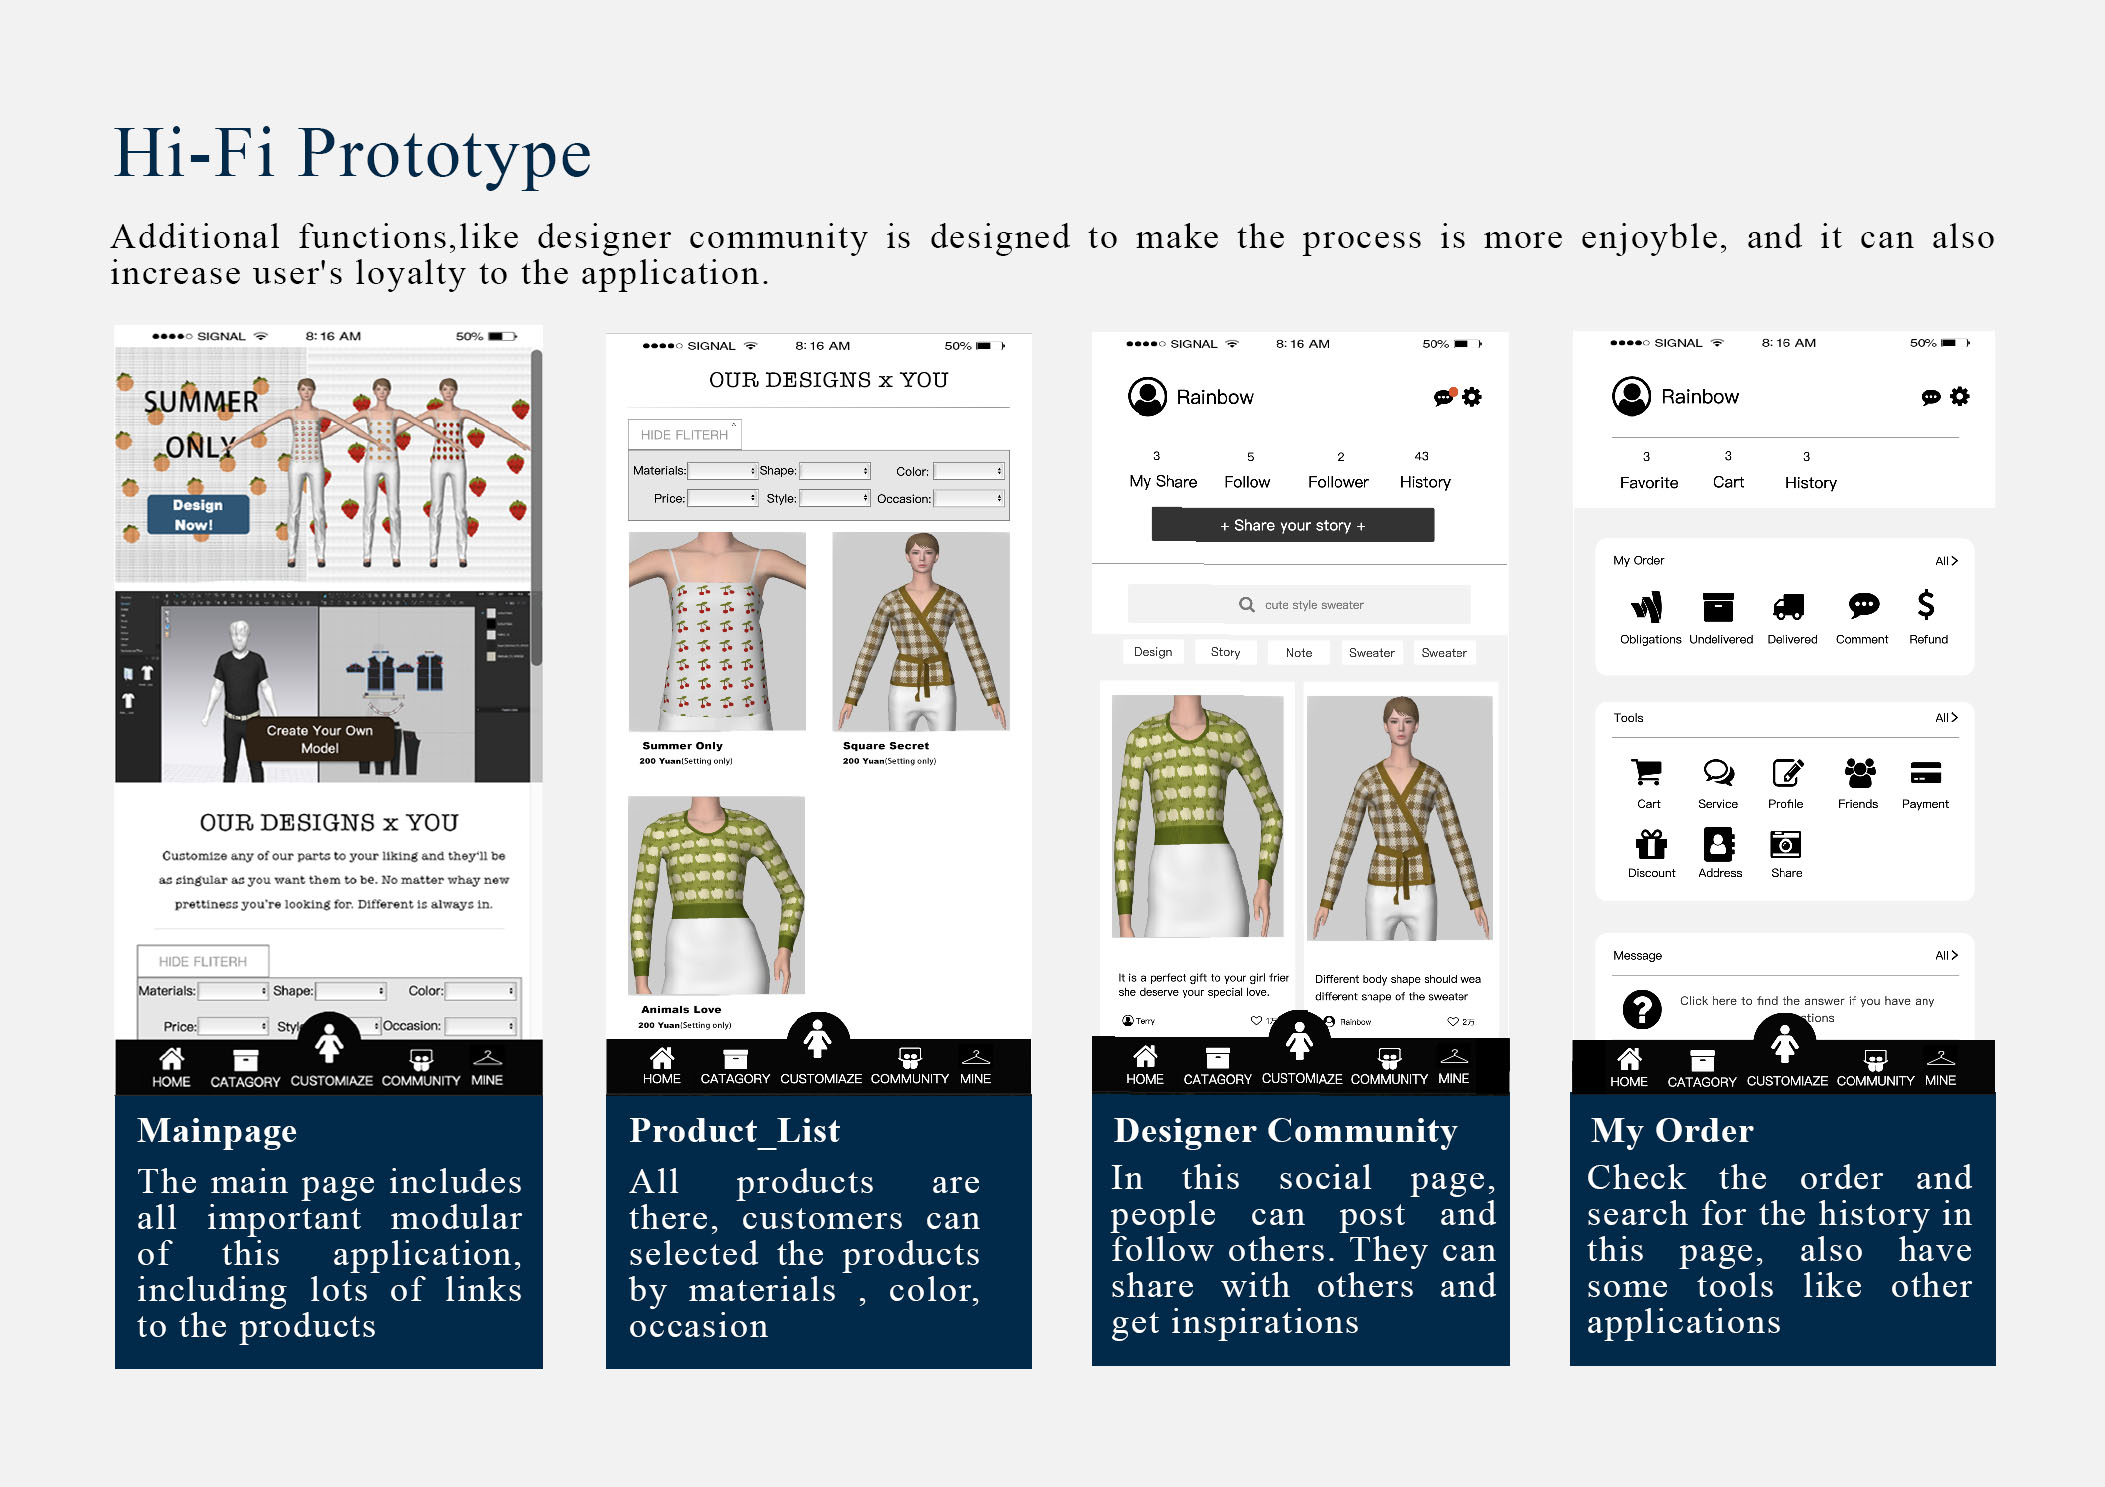 Hi-Fi Prototype
Additional functions,like designer community is designed to make the process is more enjoyble, and it can also
increase user's loyalty to the application.
SIGNAL 8:16 AM 50%
SUMMER
ONLY
Design
Now!
Create Your Own
Model
OUR DESIGNS x YOU
Customize any of our parts to your liking and they'll be
as singular as you want them to be. No matter whay new
prettiness you're looking for. Different is always in.
HIDE FLITERH
Materials: Shape: Color:
Price: Style Occasion:
HOME CATAGORY CUSTOMIAZE COMMUNITY MINE
Mainpage
The main page includes
all important modular
of this application,
including lots of links
to the products
SIGNAL 8:16 AM 50%
OUR DESIGNS x YOU
HIDE FLITERH
Materials: Shape: Color:
Price: Style: Occasion:
Summer Only
200 Yuan(Setting only)
Square Secret
200 Yuan(Setting only)
Animals Love
200 Yuan(Setting only)
HOME CATAGORY CUSTOMIAZE COMMUNITY MINE
Product_List
All products are
there, customers can
selected the products
by materials , color,
occasion
SIGNAL 8:16 AM 50%
Rainbow
3 5 2 43
My Share Follow Follower History
+ Share your story +
cute style sweater
Design Story Note Sweater Sweater
It is a perfect gift to your girl frier
she deserve your special love.
Terry
Different body shape should wea
different shape of the sweater
Rainbow 2万
HOME CATAGORY CUSTOMIAZE COMMUNITY MINE
Designer Community
In this social page,
people can post and
follow others. They can
share with others and
get inspirations
SIGNAL 8:16 AM 50%
Rainbow
3 3 3
Favorite Cart History
My Order All >
Obligations Undelivered Delivered Comment Refund
Tools All >
Cart Service Profile Friends Payment
Discount Address Share
Message All >
Click here to find the answer if you have any
ctions
HOME CATAGORY CUSTOMIAZE COMMUNITY MINE
My Order
Check the order and
search for the history in
this page, also have
some tools like other
applications